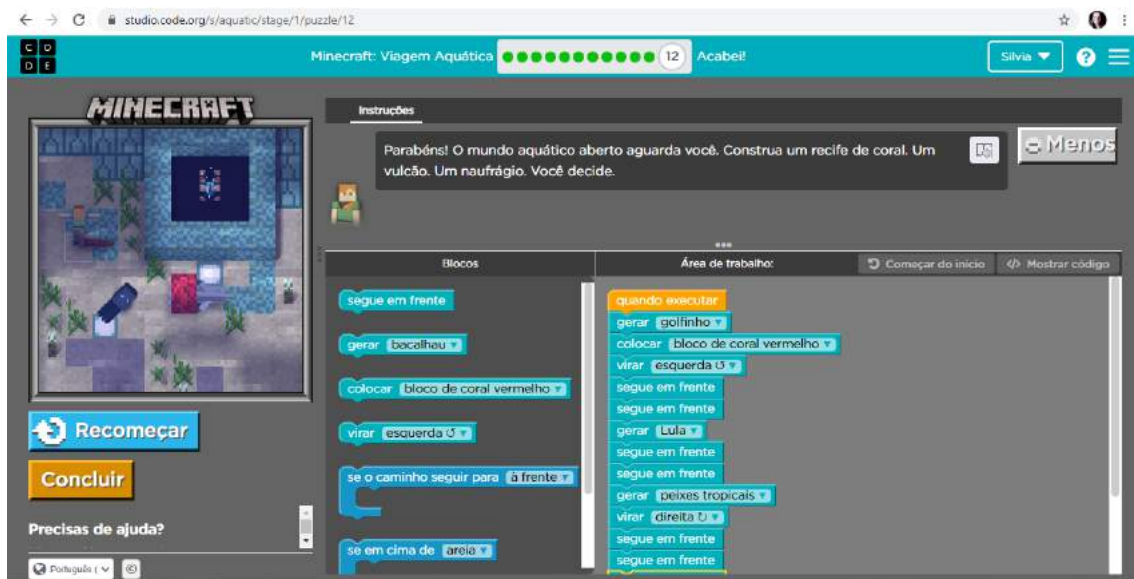 studio.code.org/s/aquatic/stage/1/puzzle/12
C O
D E
Minecraft: Viagem Aquática
12
Acabei!
Silvia
MINECRAFT
Instruções
Parabéns! O mundo aquático aberto aguarda você. Construa um recife de coral. Um
vulcão. Um naufrágio. Você decide.
Menos
Blocos
Área de trabalho:
Começar do início
Mostrar código
segue em frente
gerar bacalhau
colocar bloco de coral vermelho
virar esquerda
se o caminho seguir para à frente
se em cima de areia
quando executar
gerar golfinho
colocar bloco de coral vermelho
virar esquerda
segue em frente
segue em frente
gerar Lula
segue em frente
segue em frente
gerar peixes tropicais
virar direita
segue em frente
segue em frente
Recomeçar
Concluir
Precisas de ajuda?
Português (